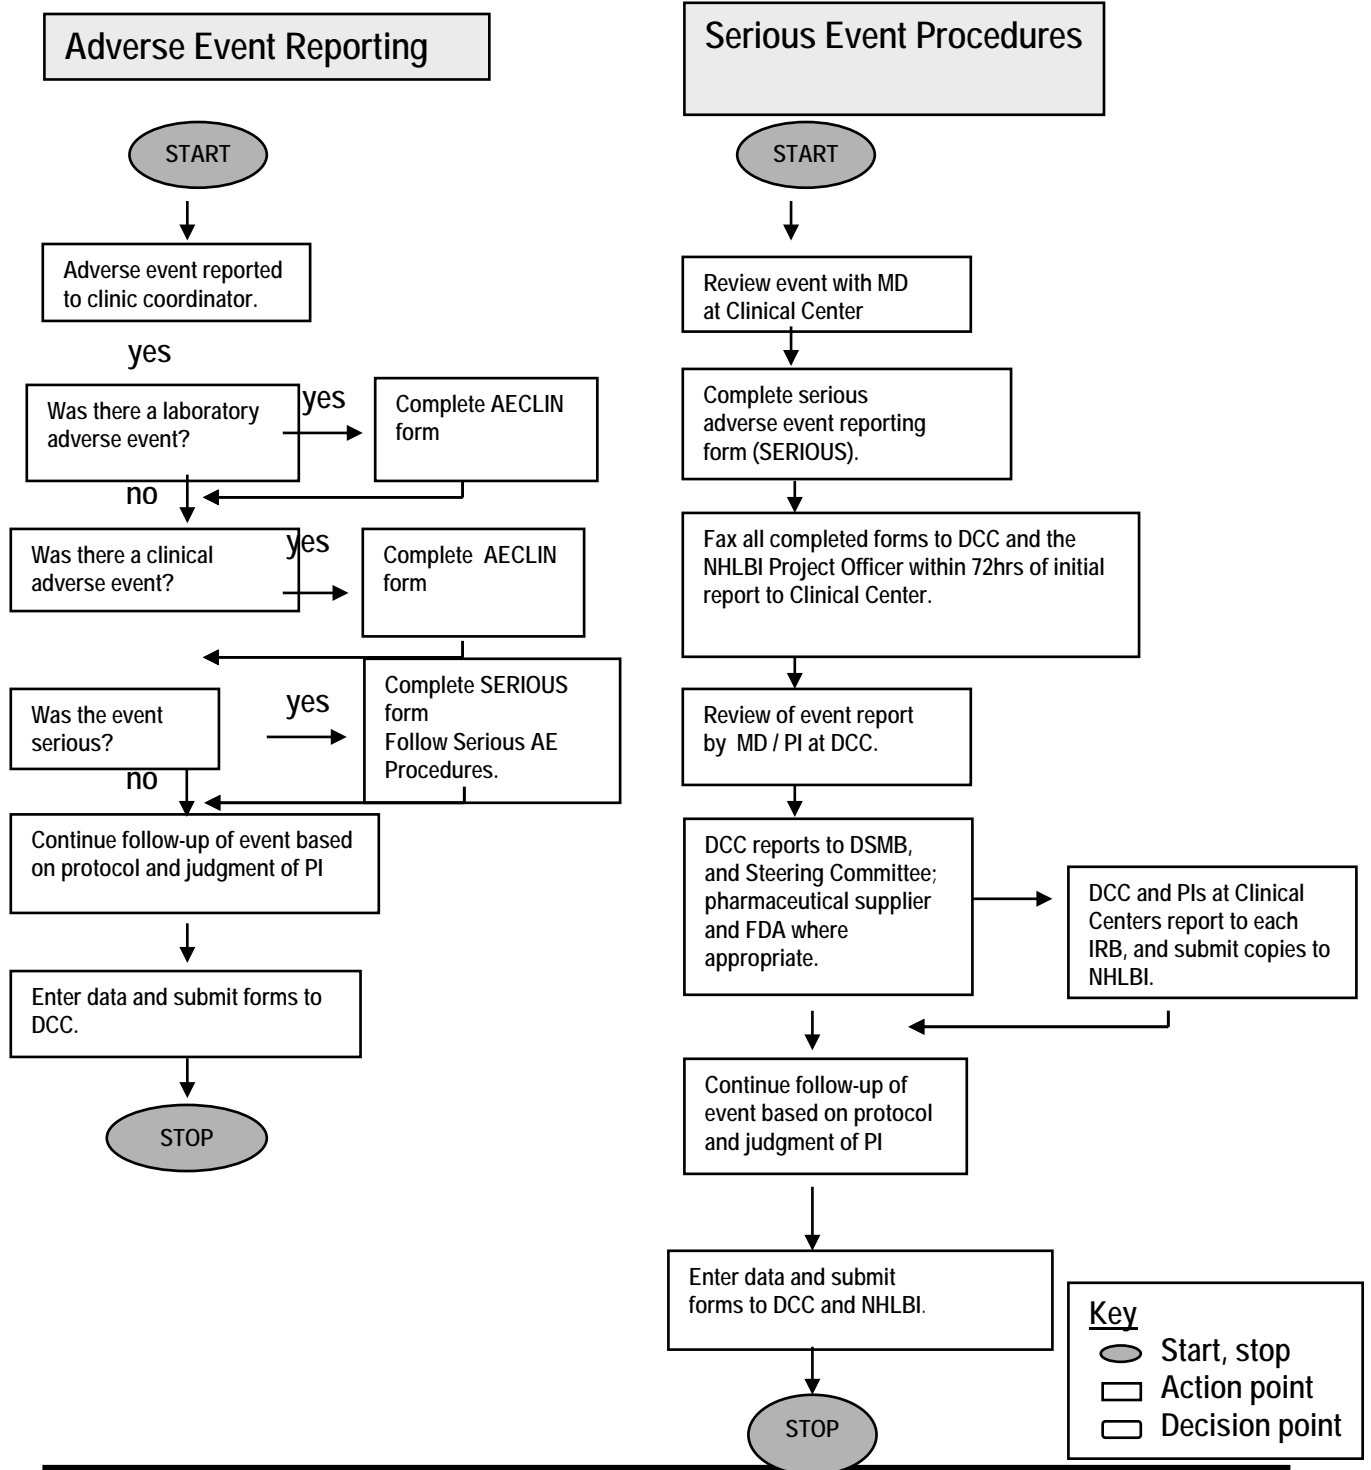 Adverse Event Reporting
START
Adverse event reported
to clinic coordinator.
yes
Was there a laboratory
adverse event?
yes
Complete AECLIN
form
no
Was there a clinical
adverse event?
yes
Complete AECLIN
form
Was the event
serious?
yes
Complete SERIOUS
form
Follow Serious AE
Procedures.
no
Continue follow-up of event based
on protocol and judgment of PI
Enter data and submit forms to
DCC.
STOP
Serious Event Procedures
START
Review event with MD
at Clinical Center
Complete serious
adverse event reporting
form (SERIOUS).
Fax all completed forms to DCC and the
NHLBI Project Officer within 72hrs of initial
report to Clinical Center.
Review of event report
by MD / PI at DCC.
DCC reports to DSMB,
and Steering Committee;
pharmaceutical supplier
and FDA where
appropriate.
DCC and PIs at Clinical
Centers report to each
IRB, and submit copies to
NHLBI.
Continue follow-up of
event based on protocol
and judgment of PI
Enter data and submit
forms to DCC and NHLBI.
STOP
Key
Start, stop
Action point
Decision point